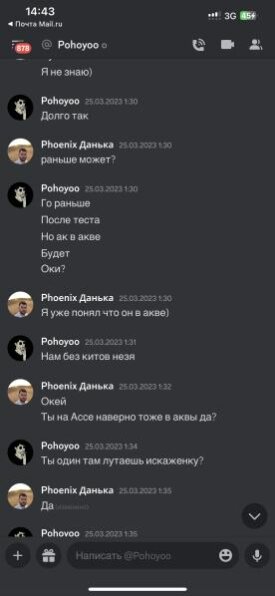 14:43
3G 45
Почта Mail.ru
878
@ Pohoyoo
Я не знаю)
Pohoyoo 25.03.2023 1:30
Долго так
Phoenix Данька 25.03.2023 1:30
раньше может?
Pohoyoo 25.03.2023 1:30
Го раньше
После теста
Но ак в акве
Будет
Оки?
Phoenix Данька 25.03.2023 1:30
Я уже понял что он в акве)
Pohoyoo 25.03.2023 1:31
Нам без китов незя
Phoenix Данька 25.03.2023 1:32
Окей
Ты на Ассе наверно тоже в аквы да?
Pohoyoo 25.03.2023 1:34
Ты один там лутаешь искаженку?
Phoenix Данька 25.03.2023 1:35
Да (изменено)
Pohoyoo 25.03.2023 1:35
Написать @Pohoyoo